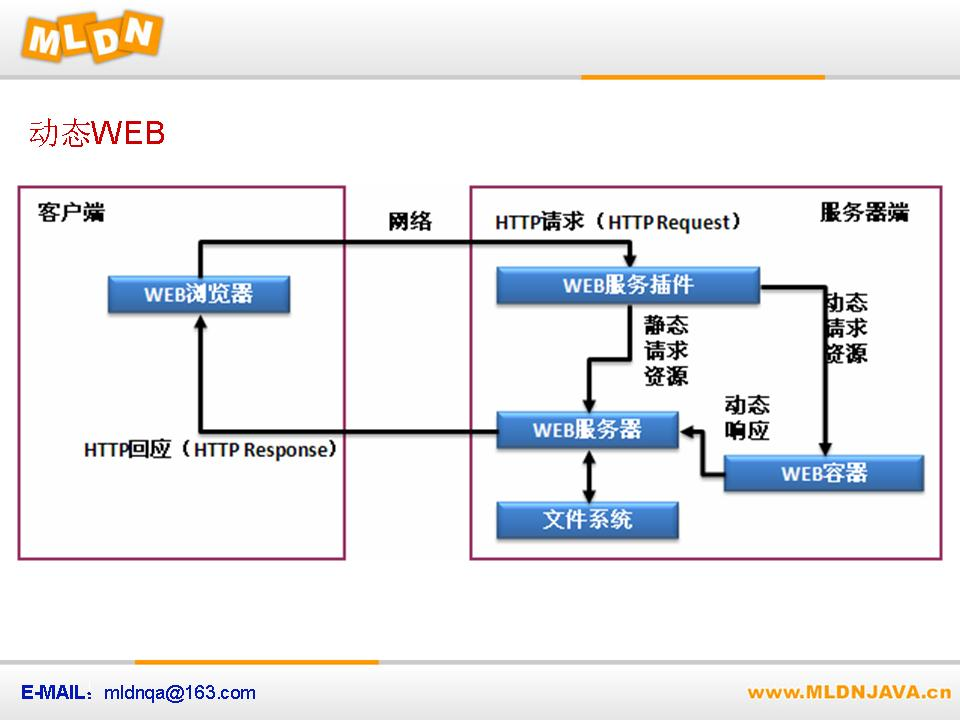 MLDN
动态WEB
客户端
网络
HTTP请求（HTTP Request）
服务器端
WEB浏览器
WEB服务插件
动态
请求
资源
静态
请求
资源
动态
响应
WEB服务器
HTTP回应（HTTP Response）
WEB容器
文件系统
E-MAIL：mldnqa@163.com
www.MLDNJAVA.cn